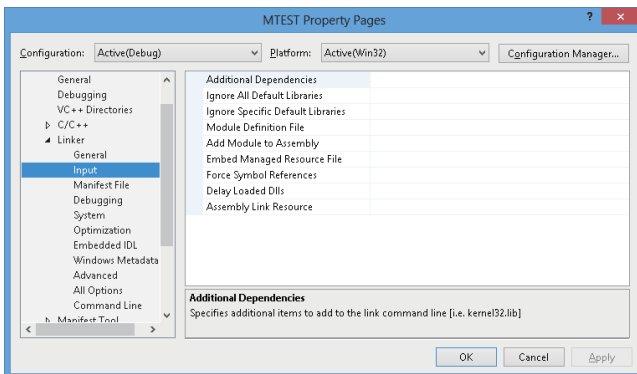 MTEST Property Pages
? ×
Configuration: Active(Debug) Platform: Active(Win32) Configuration Manager...
General
Debugging
VC++ Directories
C/C++
Linker
General
Input
Manifest File
Debugging
System
Optimization
Embedded IDL
Windows Metadata
Advanced
All Options
Command Line
Manifest Tool
Additional Dependencies
Ignore All Default Libraries
Ignore Specific Default Libraries
Module Definition File
Add Module to Assembly
Embed Managed Resource File
Force Symbol References
Delay Loaded Dlls
Assembly Link Resource
Additional Dependencies
Specifies additional items to add to the link command line [i.e. kernel32.lib]
OK Cancel Apply